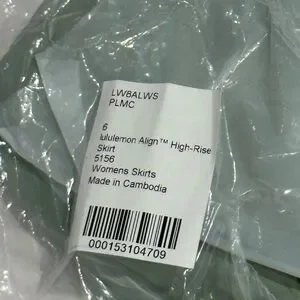 LW8ALWS
PLMC
6
lululemon Align™ High-Rise
Skirt
5156
Womens Skirts
Made in Cambodia
000153104709